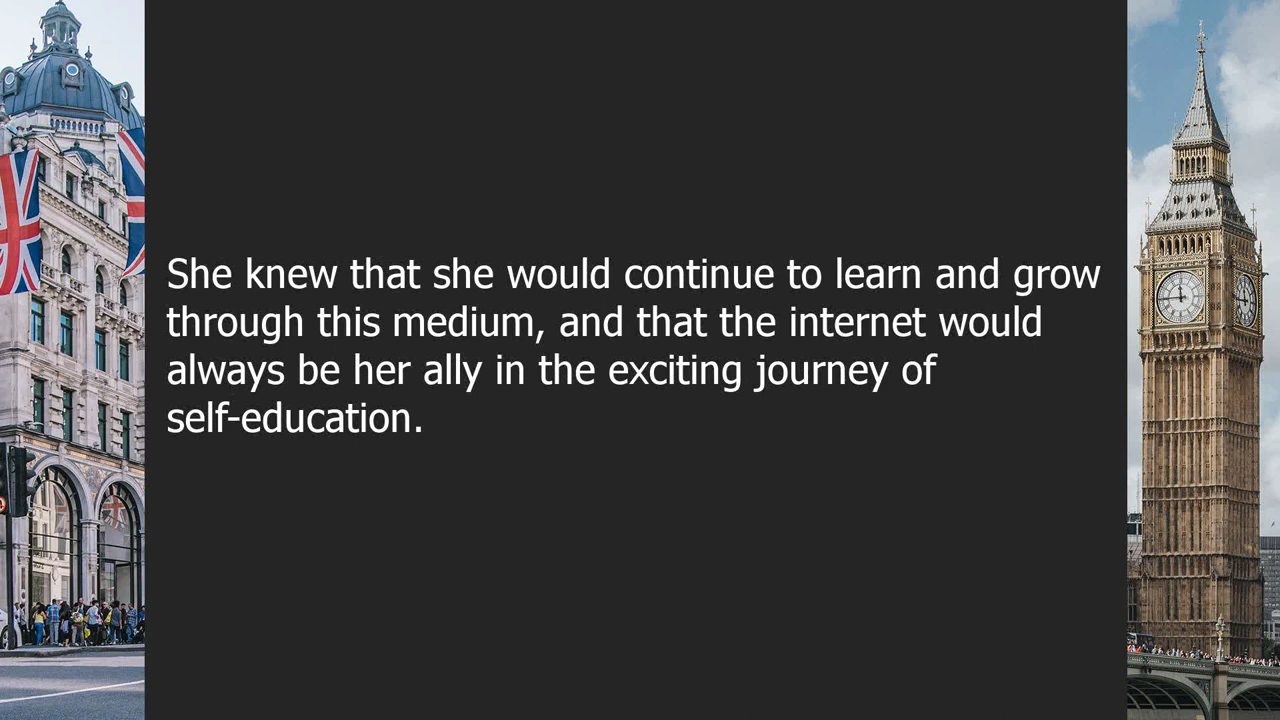 She knew that she would continue to learn and grow
through this medium, and that the internet would
always be her ally in the exciting journey of
self-education.